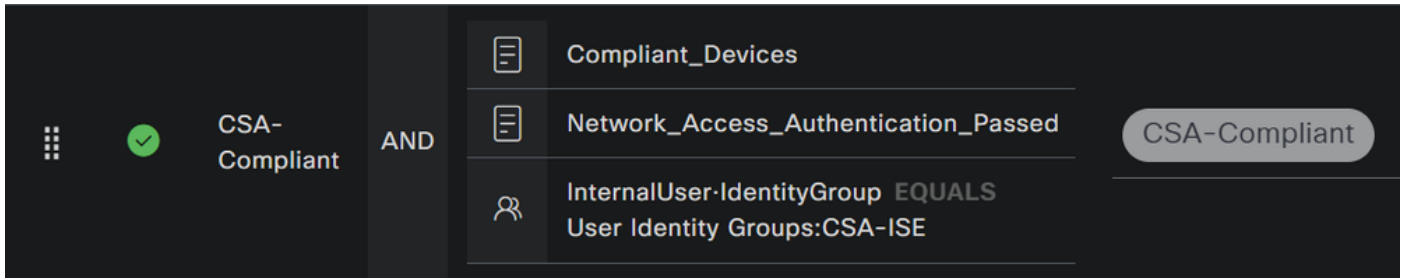 CSA-
Compliant
AND
Compliant_Devices
Network_Access_Authentication_Passed
InternalUser·IdentityGroup EQUALS
User Identity Groups:CSA-ISE
CSA-Compliant